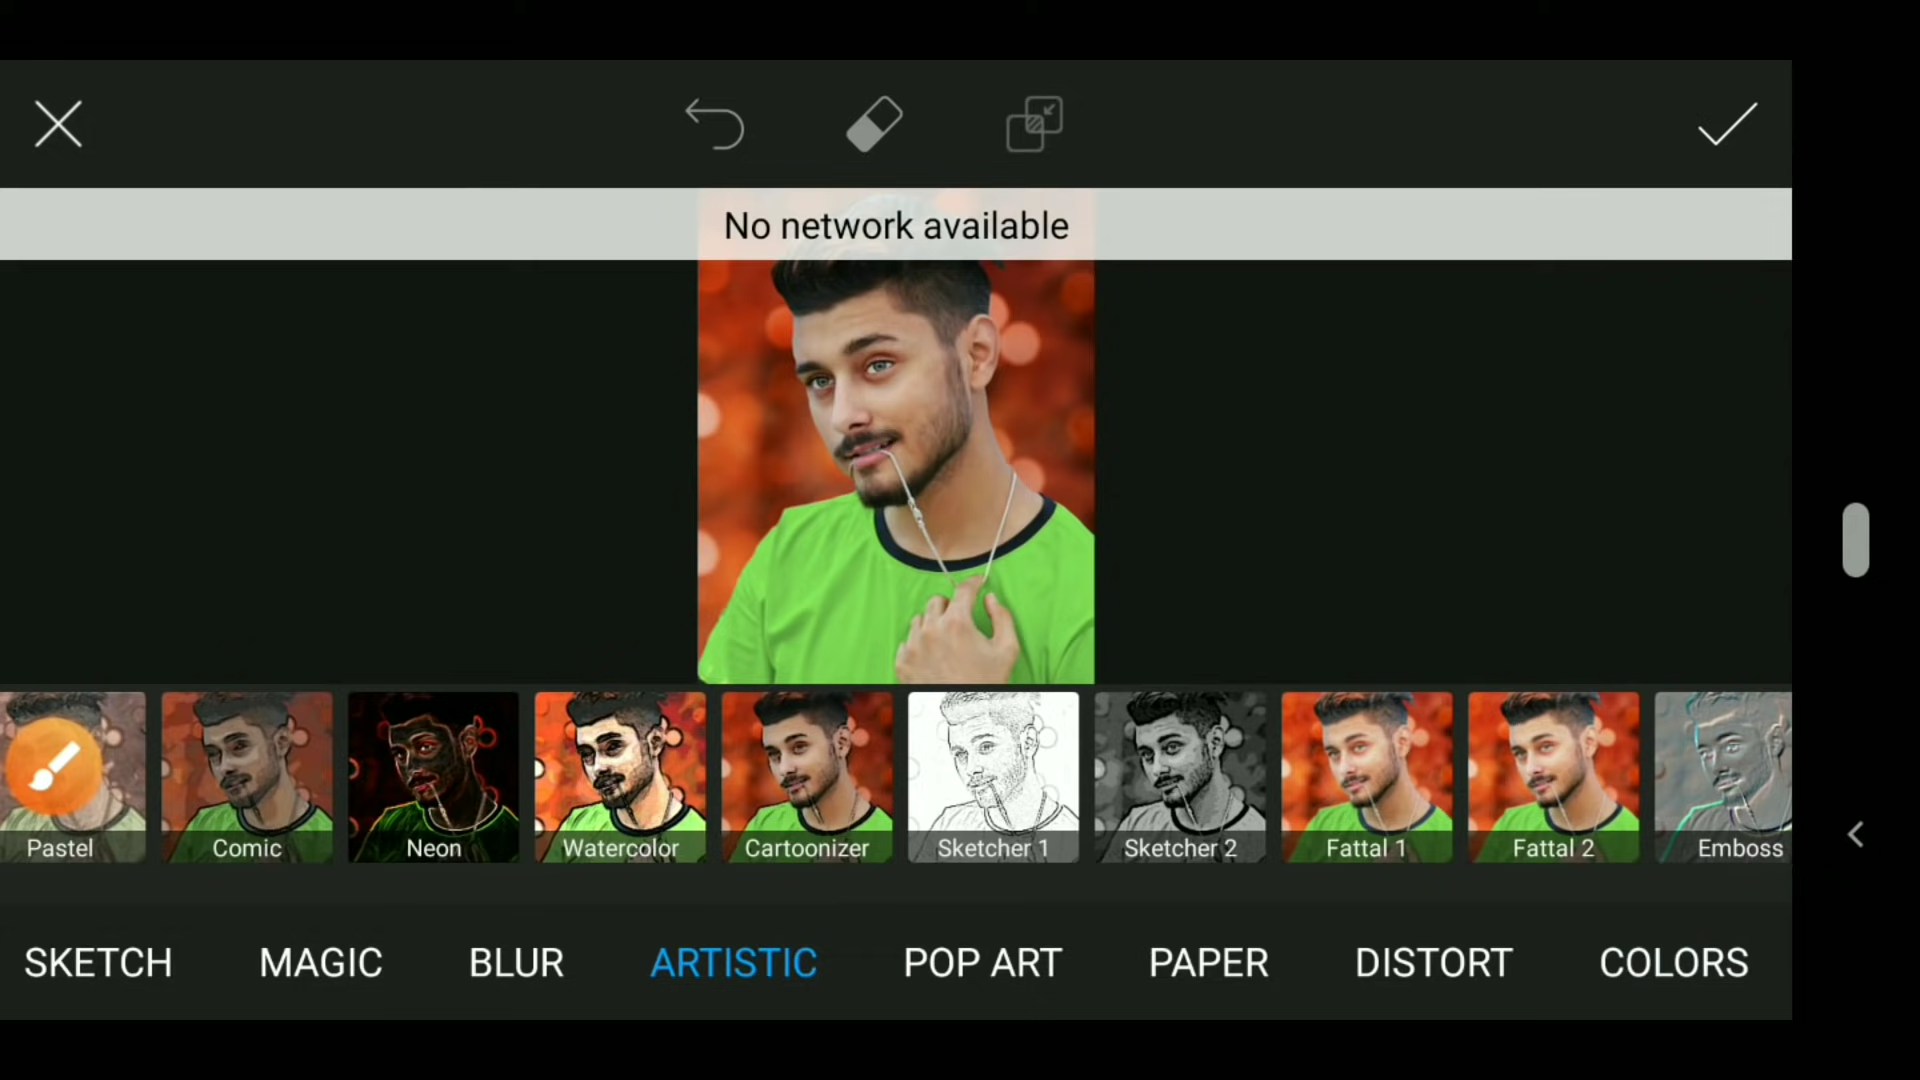 No network available
Pastel
Comic
Neon
Watercolor
Cartoonizer
Sketcher 1
Sketcher 2
Fattal 1
Fattal 2
Emboss
SKETCH
MAGIC
BLUR
ARTISTIC
POP ART
PAPER
DISTORT
COLORS